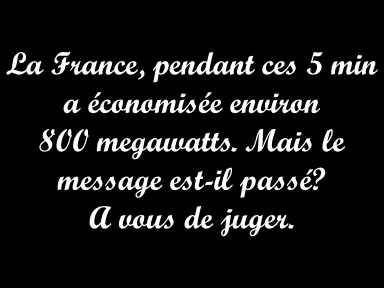 La France, pendant ces 5 min
a économisée environ
800 megawatts. Mais le
message est-il passé?
A vous de juger.